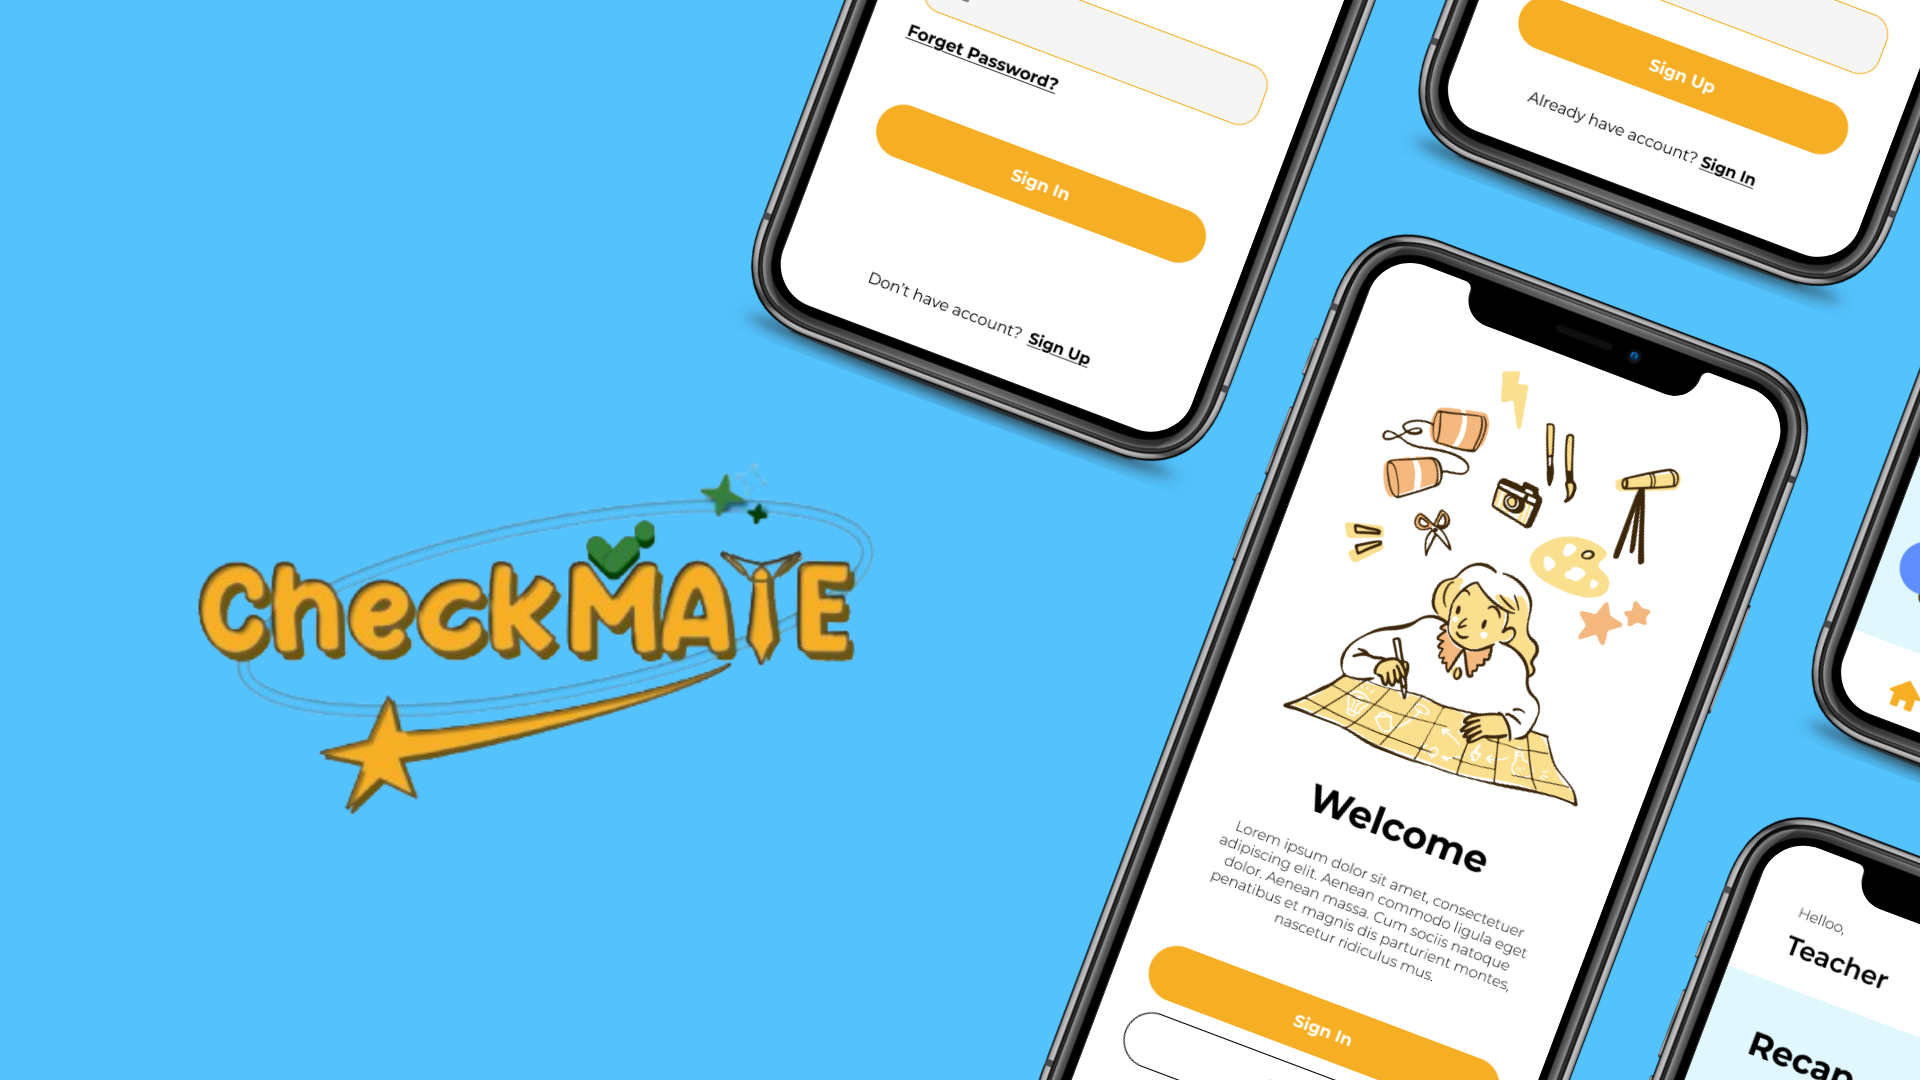 CheckMATE
Forget Password?
Sign In
Don't have account? Sign Up
Sign Up
Already have account? Sign In
Welcome
Lorem ipsum dolor sit amet, consectetuer
adipiscing elit. Aenean commodo ligula eget
dolor. Aenean massa. Cum sociis natoque
penatibus et magnis dis parturient montes,
nascetur ridiculus mus.
Sign In
Helloo,
Teacher
Recap